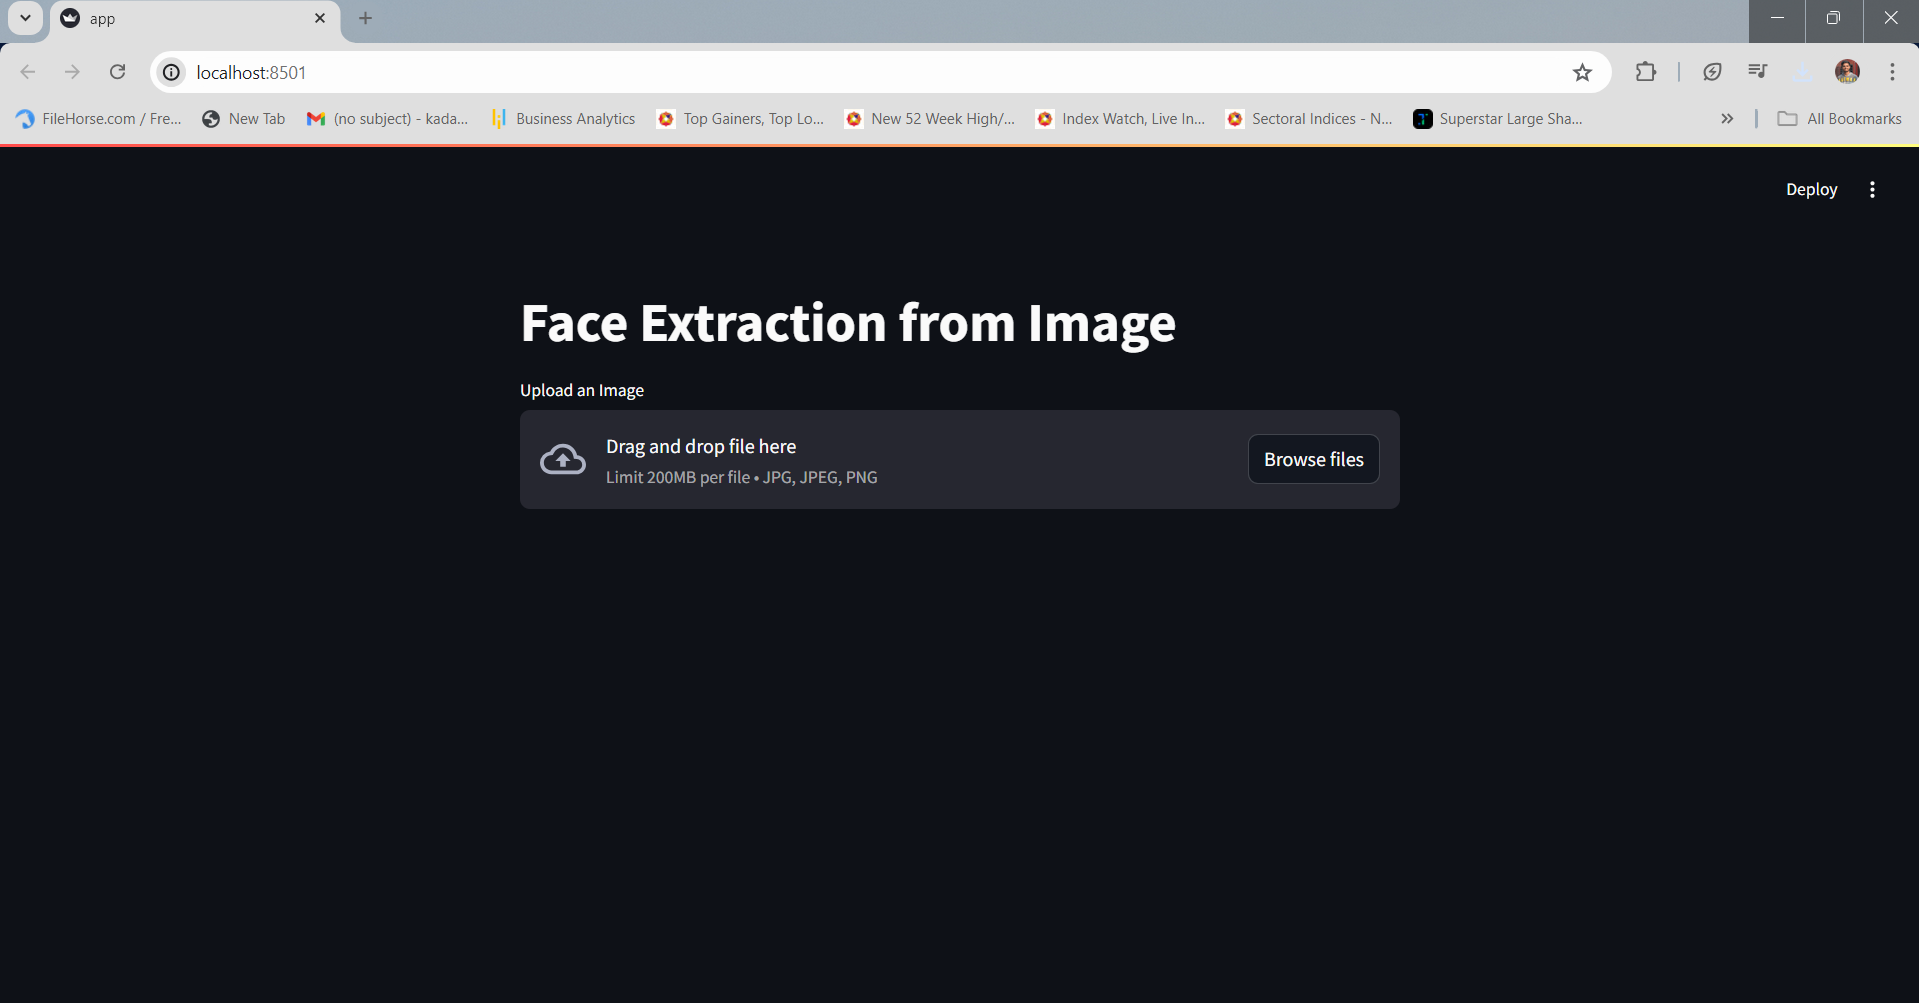 app
localhost:8501
FileHorse.com / Fre... New Tab (no subject) - kada... Business Analytics Top Gainers, Top Lo... New 52 Week High/... Index Watch, Live In... Sectoral Indices - N... Superstar Large Sha... All Bookmarks
Deploy
Face Extraction from Image
Upload an Image
Drag and drop file here
Limit 200MB per file • JPG, JPEG, PNG
Browse files